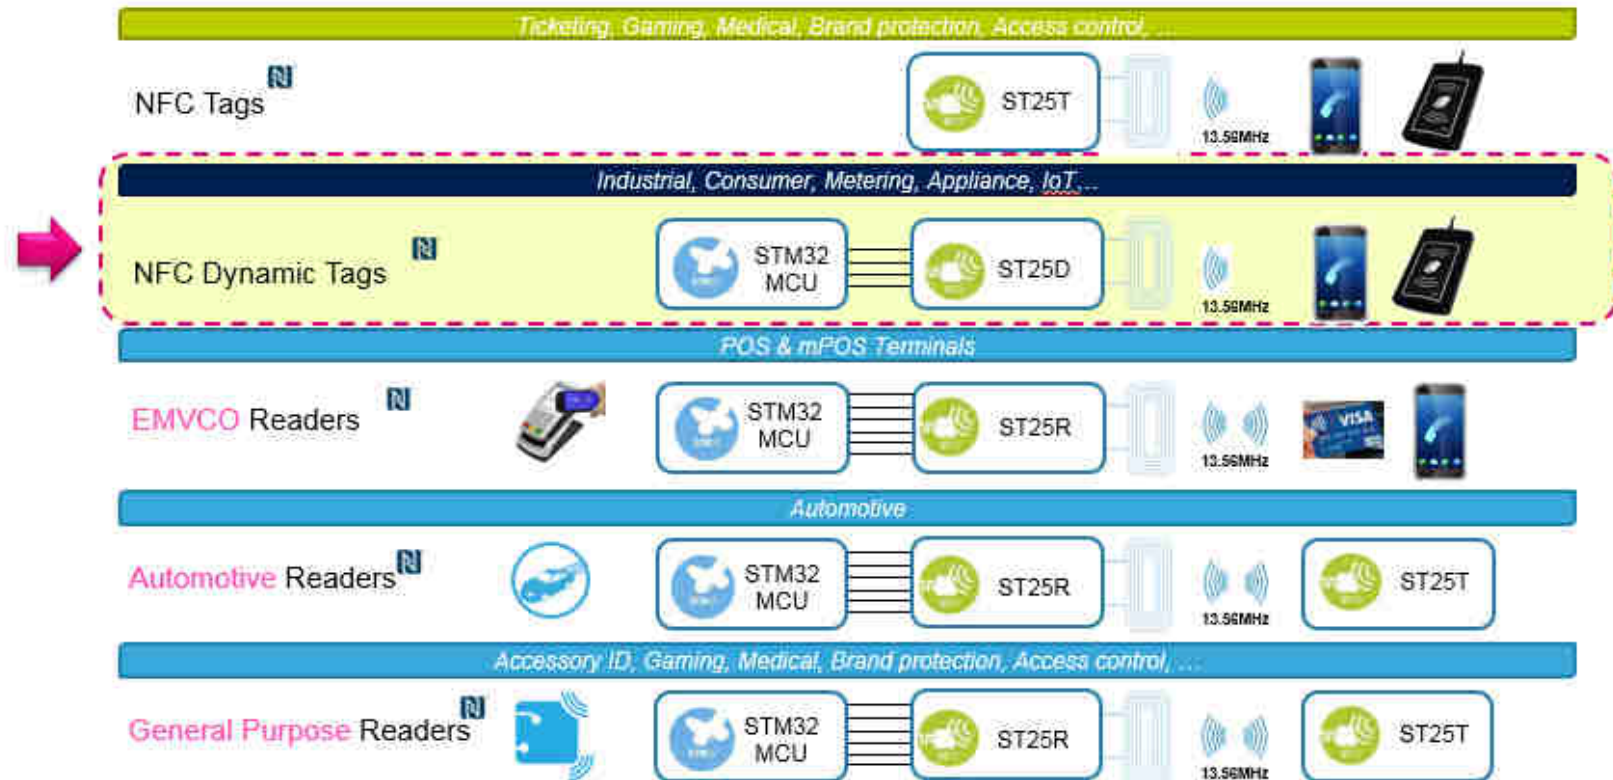 Ticketing, Gaming, Medical, Brand protection, Access control, ...
NFC Tags
ST25T
13.56MHz
Industrial, Consumer, Metering, Appliance, IoT,...
NFC Dynamic Tags
STM32
MCU
ST25D
13.56MHz
POS & mPOS Terminals
EMVCO Readers
STM32
MCU
ST25R
13.56MHz
VISA
Automotive
Automotive Readers
STM32
MCU
ST25R
13.56MHz
ST25T
Accessory ID, Gaming, Medical, Brand protection, Access control, ...
General Purpose Readers
STM32
MCU
ST25R
13.56MHz
ST25T